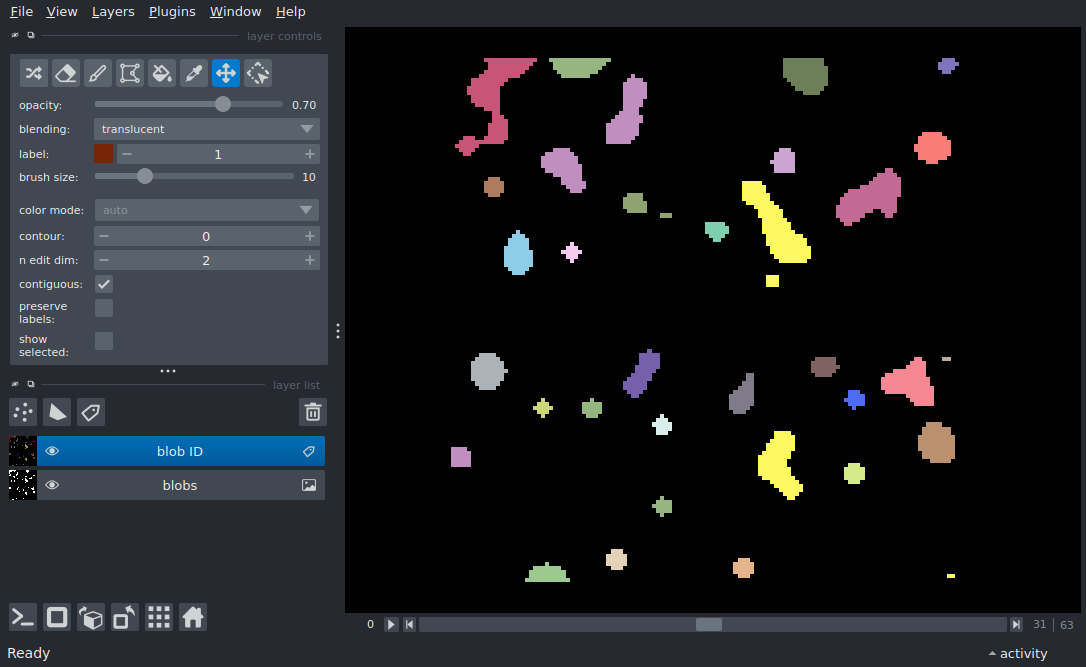 File View Layers Plugins Window Help
layer controls
opacity: 0.70
blending: translucent
label: 1
brush size: 10
color mode: auto
contour: 0
n edit dim: 2
contiguous:
preserve
labels:
show
selected:
layer list
blob ID
blobs
0 31 63
Ready activity